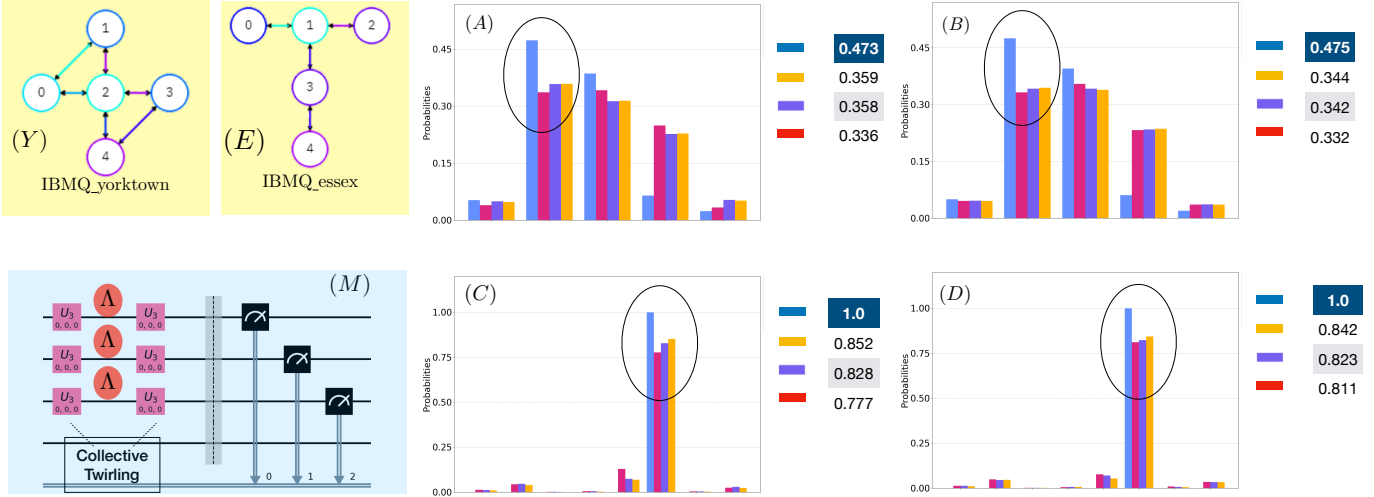 1
0
2
3
4
(Y)
IBMQ_yorktown
0
1
2
3
4
(E)
IBMQ_essex
(A)
Probabilities
0.45
0.30
0.15
0.00
0.473
0.359
0.358
0.336
(B)
Probabilities
0.45
0.30
0.15
0.00
0.475
0.344
0.342
0.332
(M)
U3 Λ U3
0, 0, 0 0, 0, 0
U3 Λ U3
0, 0, 0 0, 0, 0
U3 Λ U3
0, 0, 0 0, 0, 0
Collective
Twirling
0 1 2
(C)
Probabilities
1.00
0.75
0.50
0.25
0.00
1.0
0.852
0.828
0.777
(D)
Probabilities
1.00
0.75
0.50
0.25
0.00
1.0
0.842
0.823
0.811